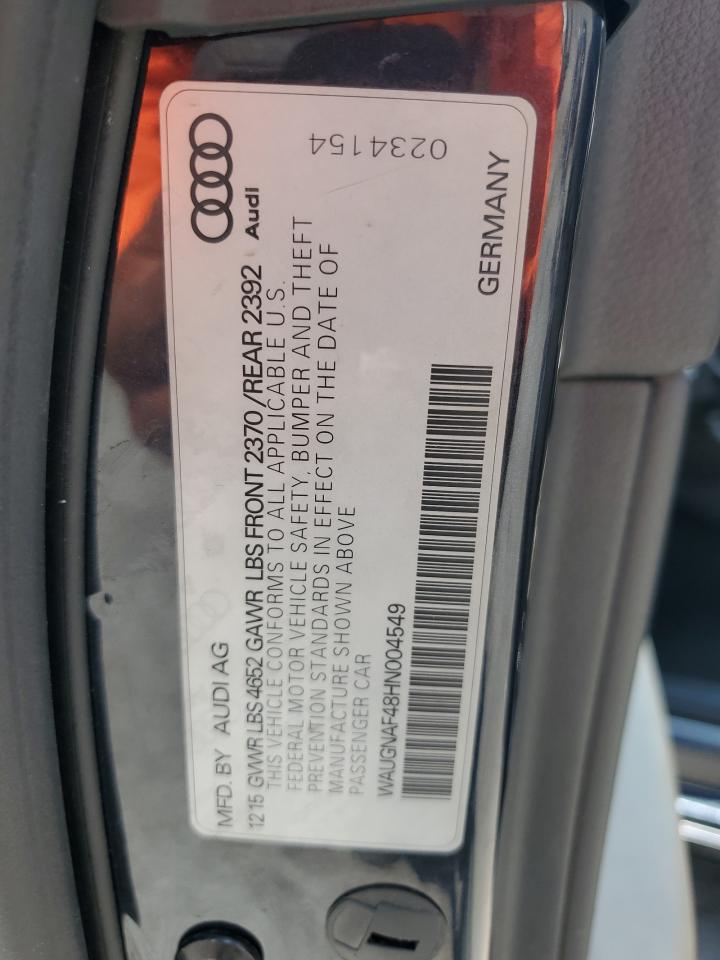 MFD. BY AUDI AG
Audi
12 15 GVWR LBS 4652 GAWR LBS FRONT 2370 / REAR 2392
THIS VEHICLE CONFORMS TO ALL APPLICABLE U.S.
FEDERAL MOTOR VEHICLE SAFETY, BUMPER AND THEFT
PREVENTION STANDARDS IN EFFECT ON THE DATE OF
MANUFACTURE SHOWN ABOVE
PASSENGER CAR
WAUGNAF48HN004549
GERMANY
0234154